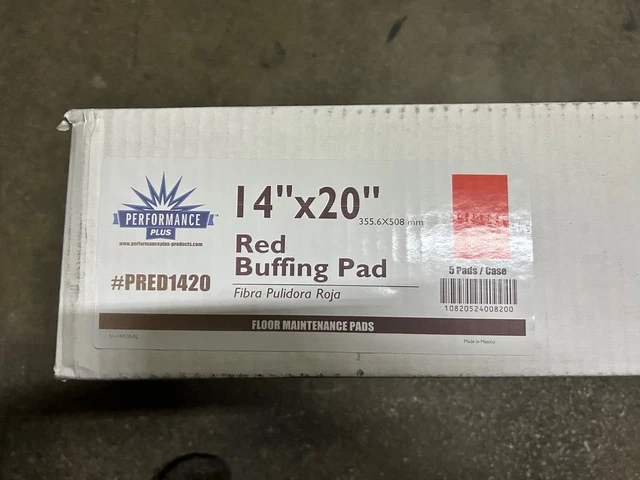 PERFORMANCE
PLUS
www.performanceplus-products.com
#PRED1420
14"x20"
355.6X508 mm
Red
Buffing Pad
Fibra Pulidora Roja
5 Pads / Case
10820524008200
FLOOR MAINTENANCE PADS
Made in Mexico